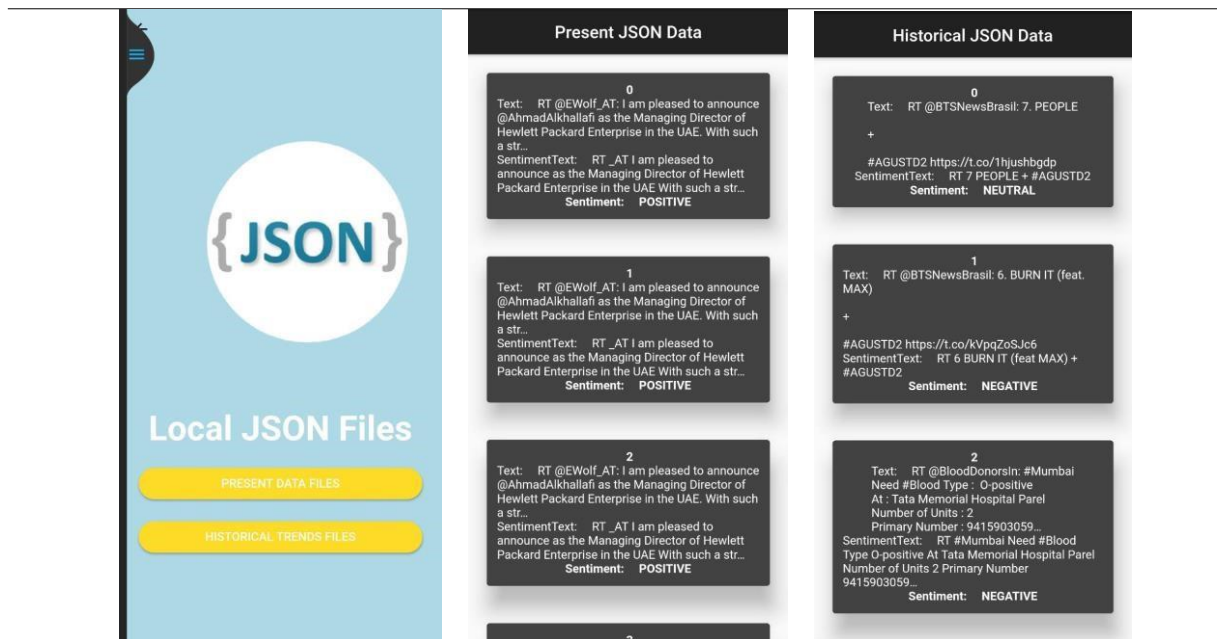 {JSON}
Local JSON Files
PRESENT DATA FILES
HISTORICAL TRENDS FILES
Present JSON Data
0
Text: RT @EWolf_AT: I am pleased to announce
@AhmadAlkhallafi as the Managing Director of
Hewlett Packard Enterprise in the UAE. With such
a str...
SentimentText: RT _AT I am pleased to
announce as the Managing Director of Hewlett
Packard Enterprise in the UAE With such a str...
Sentiment: POSITIVE
1
Text: RT @EWolf_AT: I am pleased to announce
@AhmadAlkhallafi as the Managing Director of
Hewlett Packard Enterprise in the UAE. With such
a str...
SentimentText: RT _AT I am pleased to
announce as the Managing Director of Hewlett
Packard Enterprise in the UAE With such a str...
Sentiment: POSITIVE
2
Text: RT @EWolf_AT: I am pleased to announce
@AhmadAlkhallafi as the Managing Director of
Hewlett Packard Enterprise in the UAE. With such
a str...
SentimentText: RT _AT I am pleased to
announce as the Managing Director of Hewlett
Packard Enterprise in the UAE With such a str...
Sentiment: POSITIVE
Historical JSON Data
0
Text: RT @BTSNewsBrasil: 7. PEOPLE
+
#AGUSTD2 https://t.co/1hjushbgdp
SentimentText: RT 7 PEOPLE + #AGUSTD2
Sentiment: NEUTRAL
1
Text: RT @BTSNewsBrasil: 6. BURN IT (feat.
MAX)
+
#AGUSTD2 https://t.co/kVpqZoSJc6
SentimentText: RT 6 BURN IT (feat MAX) +
#AGUSTD2
Sentiment: NEGATIVE
2
Text: RT @BloodDonorsIn: #Mumbai
Need #Blood Type : O-positive
At : Tata Memorial Hospital Parel
Number of Units : 2
Primary Number : 9415903059...
SentimentText: RT #Mumbai Need #Blood
Type O-positive At Tata Memorial Hospital Parel
Number of Units 2 Primary Number
9415903059...
Sentiment: NEGATIVE